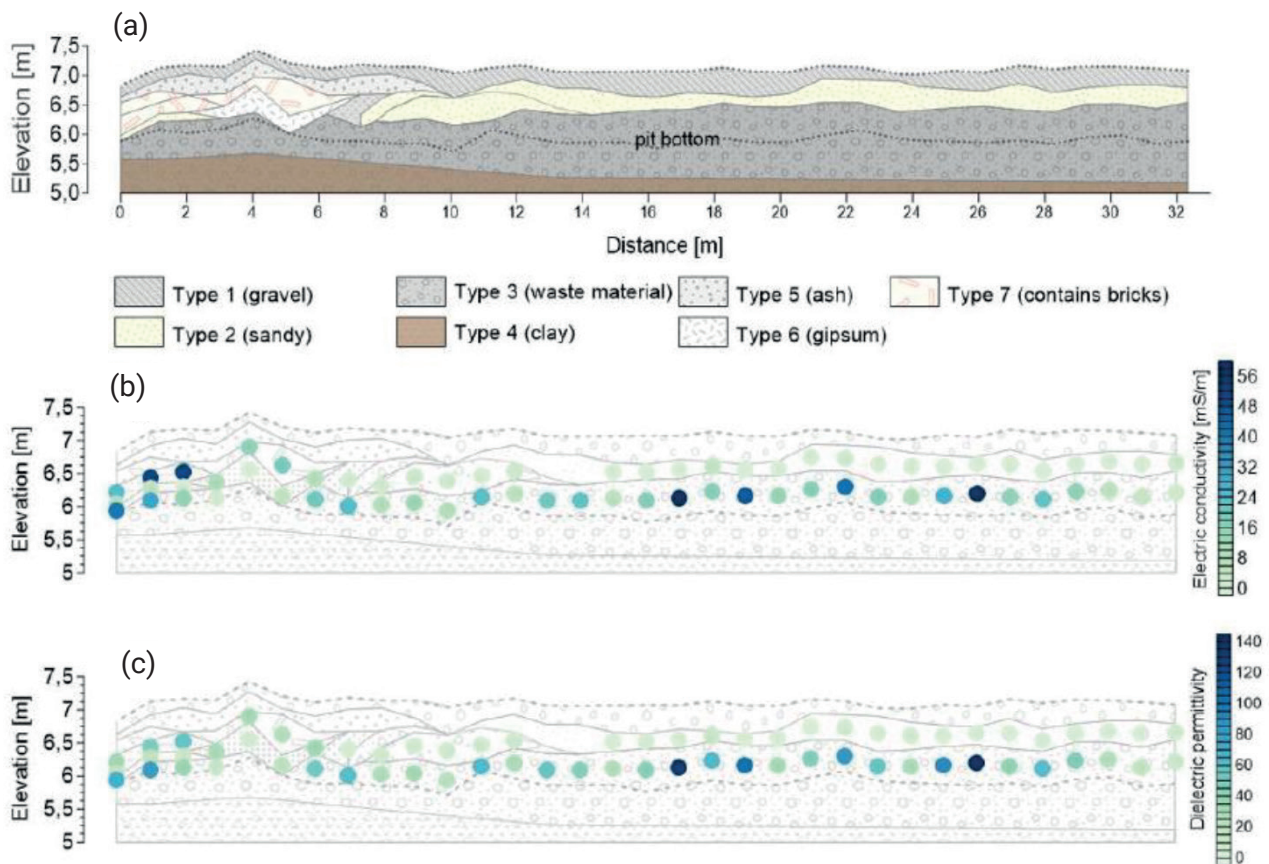 (a)
Elevation [m]
7,5
7,0
6,5
6,0
5,5
5,0
pit bottom
0 2 4 6 8 10 12 14 16 18 20 22 24 26 28 30 32
Distance [m]
Type 1 (gravel) Type 3 (waste material) Type 5 (ash) Type 7 (contains bricks)
Type 2 (sandy) Type 4 (clay) Type 6 (gipsum)
(b)
Elevation [m]
7,5
7
6,5
6
5,5
5
Electric conductivity [mS/m]
56
48
40
32
24
16
8
0
(c)
Elevation [m]
7,5
7
6,5
6
5,5
5
Dielectric permittivity
140
120
100
80
60
40
20
0